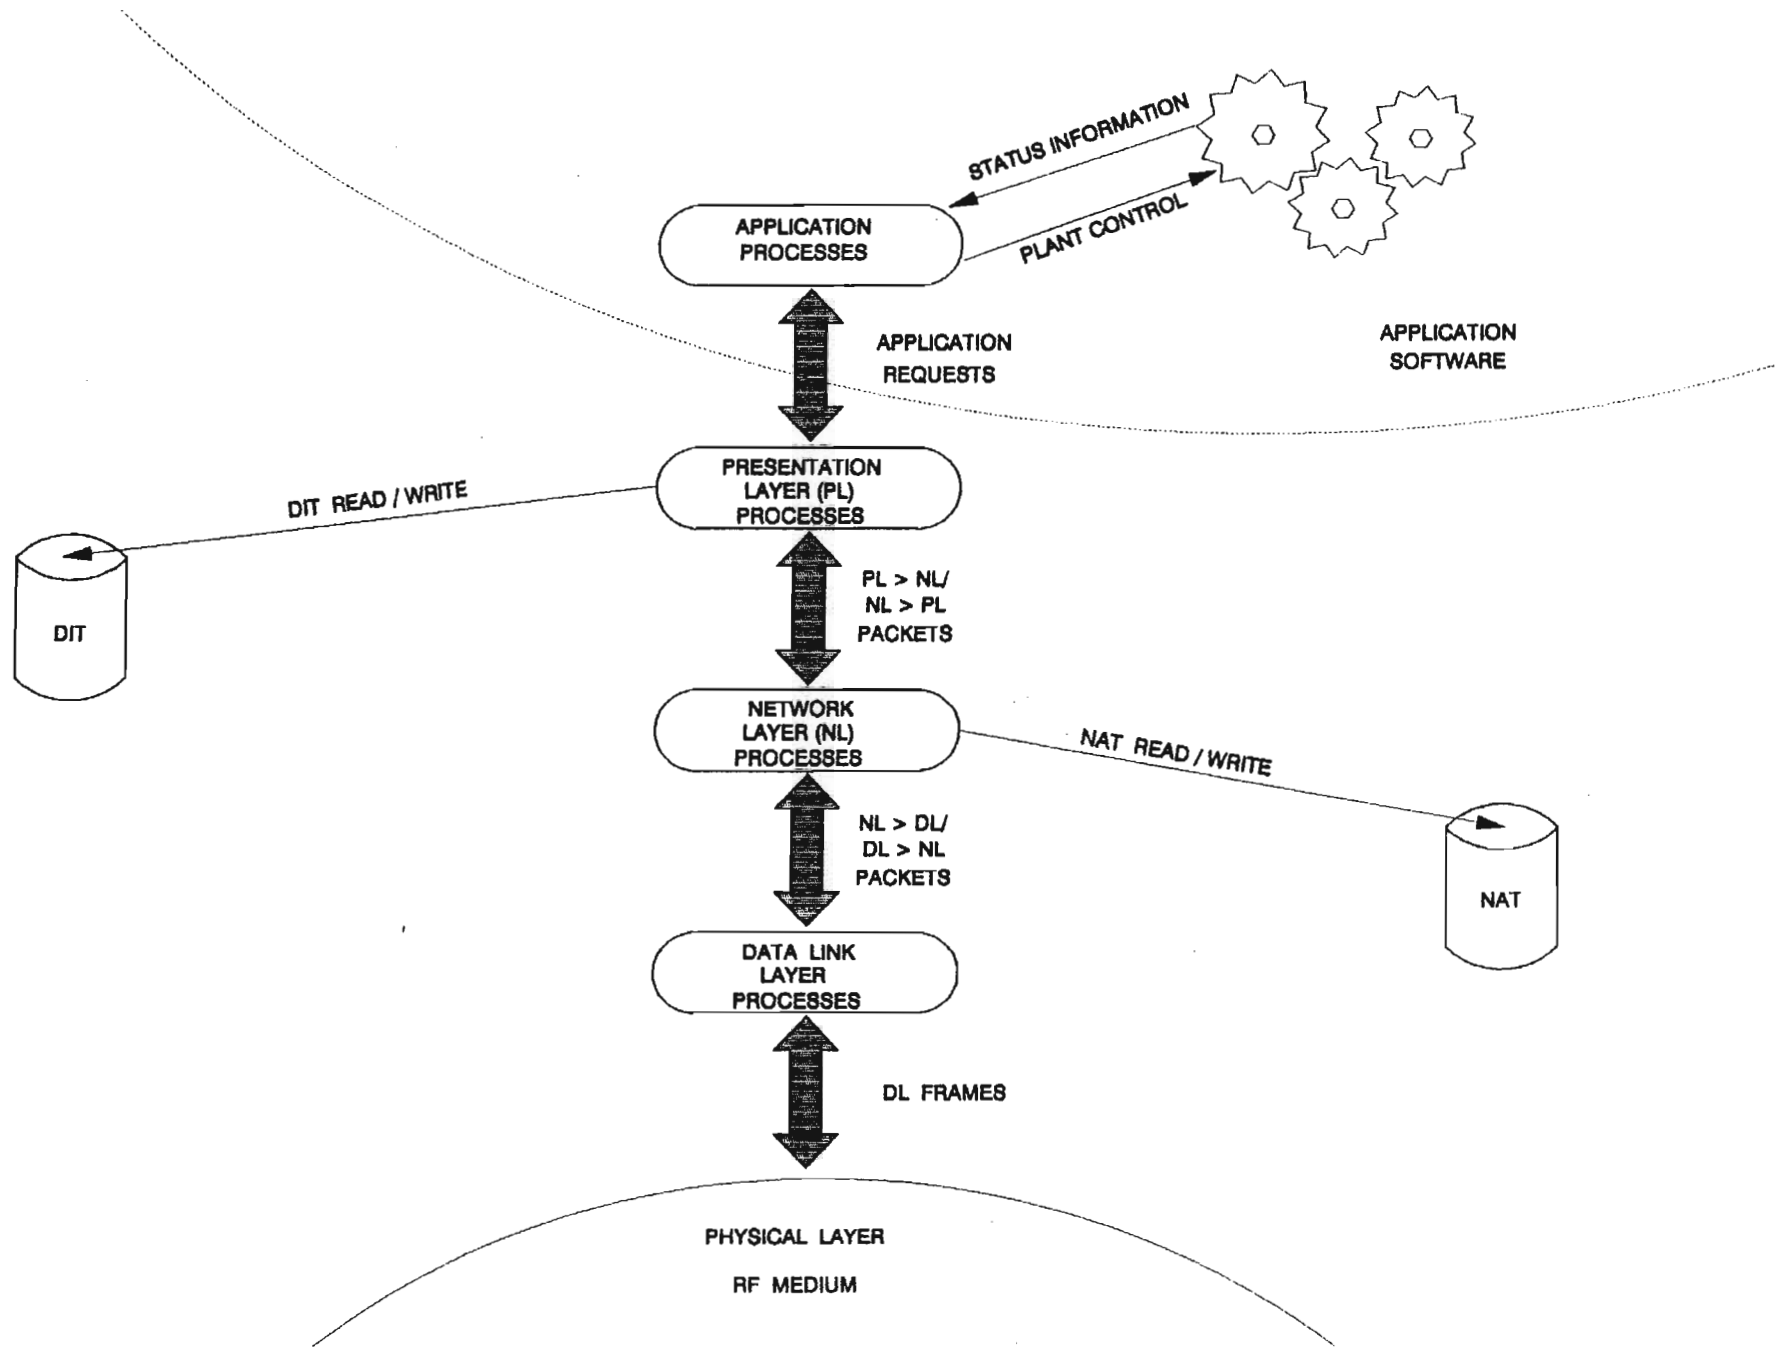 STATUS INFORMATION
PLANT CONTROL
APPLICATION
PROCESSES
APPLICATION
REQUESTS
APPLICATION
SOFTWARE
PRESENTATION
LAYER (PL)
PROCESSES
DIT READ / WRITE
DIT
PL > NL/
NL > PL
PACKETS
NETWORK
LAYER (NL)
PROCESSES
NAT READ / WRITE
NAT
NL > DL/
DL > NL
PACKETS
DATA LINK
LAYER
PROCESSES
DL FRAMES
PHYSICAL LAYER
RF MEDIUM